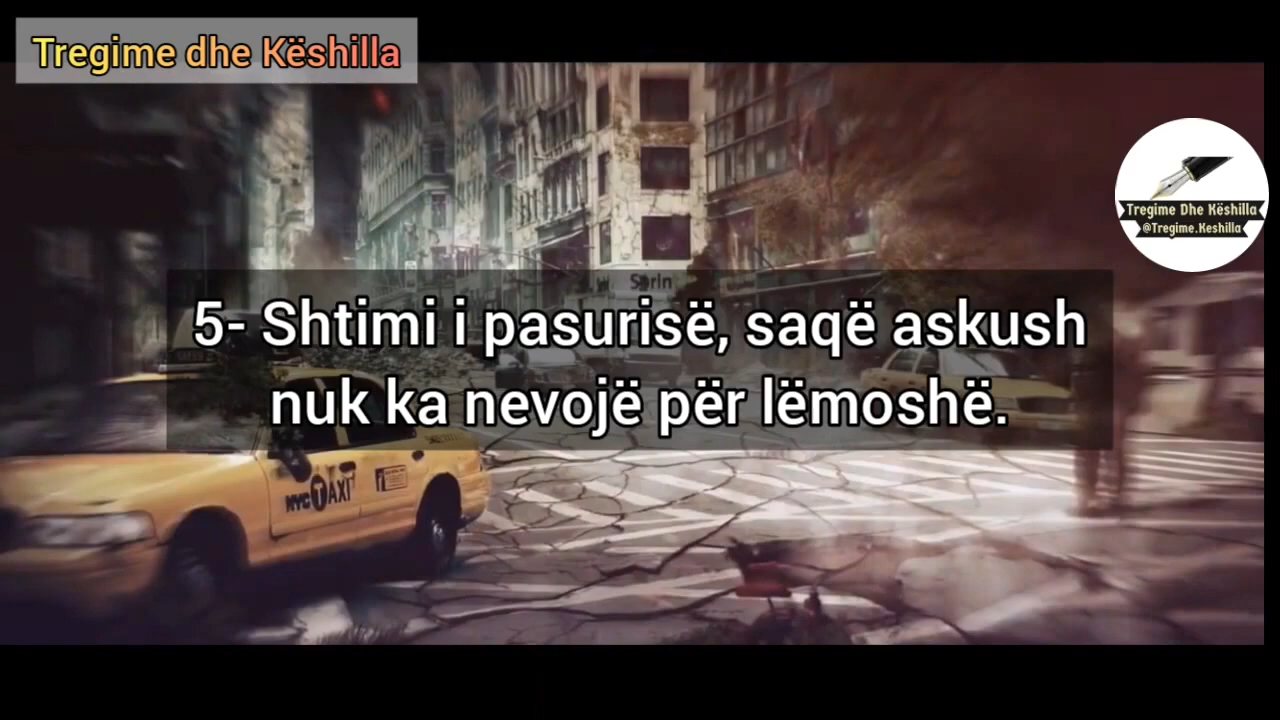 Tregime dhe Këshilla
Tregime Dhe Këshilla
@Tregime.Keshilla
5- Shtimi i pasurisë, saqë askush
nuk ka nevojë për lëmoshë.
NYC TAXI